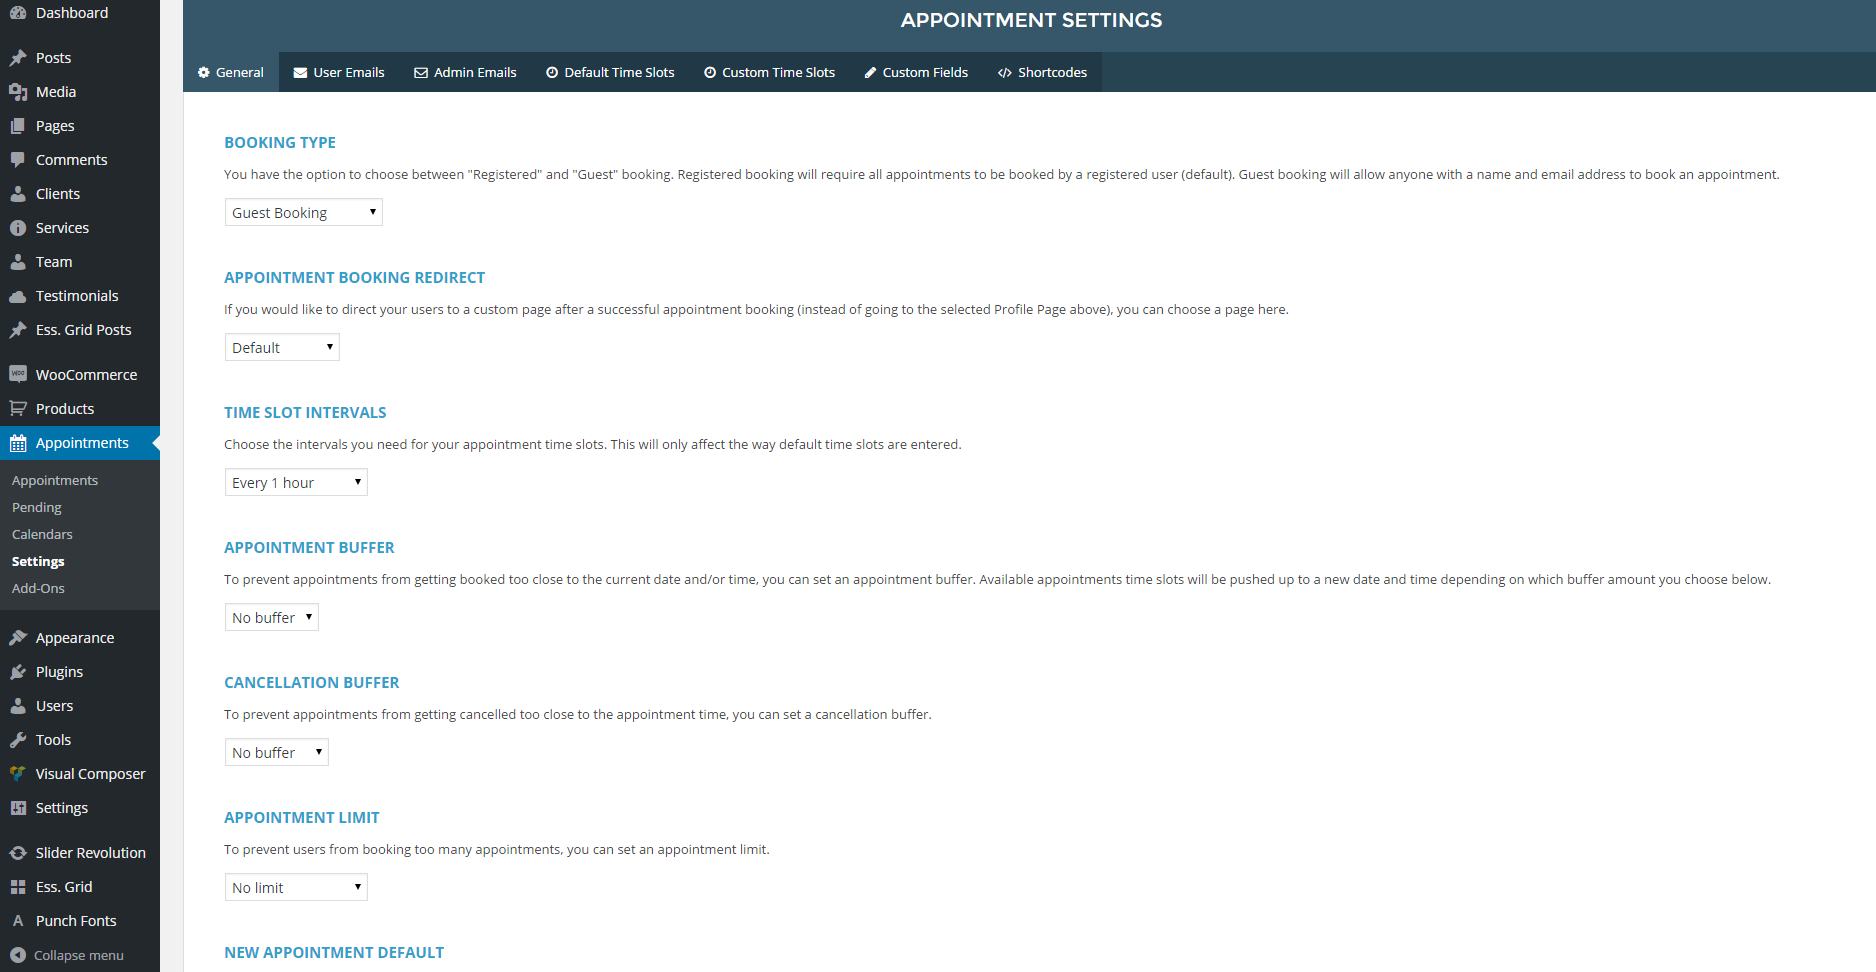 Dashboard
Posts
Media
Pages
Comments
Clients
Services
Team
Testimonials
Ess. Grid Posts
WOO WooCommerce
Products
Appointments
Appointments
Pending
Calendars
Settings
Add-Ons
Appearance
Plugins
Users
Tools
Visual Composer
Settings
Slider Revolution
Ess. Grid
A Punch Fonts
Collapse menu
APPOINTMENT SETTINGS
General User Emails Admin Emails Default Time Slots Custom Time Slots Custom Fields </> Shortcodes
BOOKING TYPE
You have the option to choose between "Registered" and "Guest" booking. Registered booking will require all appointments to be booked by a registered user (default). Guest booking will allow anyone with a name and email address to book an appointment.
Guest Booking
APPOINTMENT BOOKING REDIRECT
If you would like to direct your users to a custom page after a successful appointment booking (instead of going to the selected Profile Page above), you can choose a page here.
Default
TIME SLOT INTERVALS
Choose the intervals you need for your appointment time slots. This will only affect the way default time slots are entered.
Every 1 hour
APPOINTMENT BUFFER
To prevent appointments from getting booked too close to the current date and/or time, you can set an appointment buffer. Available appointments time slots will be pushed up to a new date and time depending on which buffer amount you choose below.
No buffer
CANCELLATION BUFFER
To prevent appointments from getting cancelled too close to the appointment time, you can set a cancellation buffer.
No buffer
APPOINTMENT LIMIT
To prevent users from booking too many appointments, you can set an appointment limit.
No limit
NEW APPOINTMENT DEFAULT